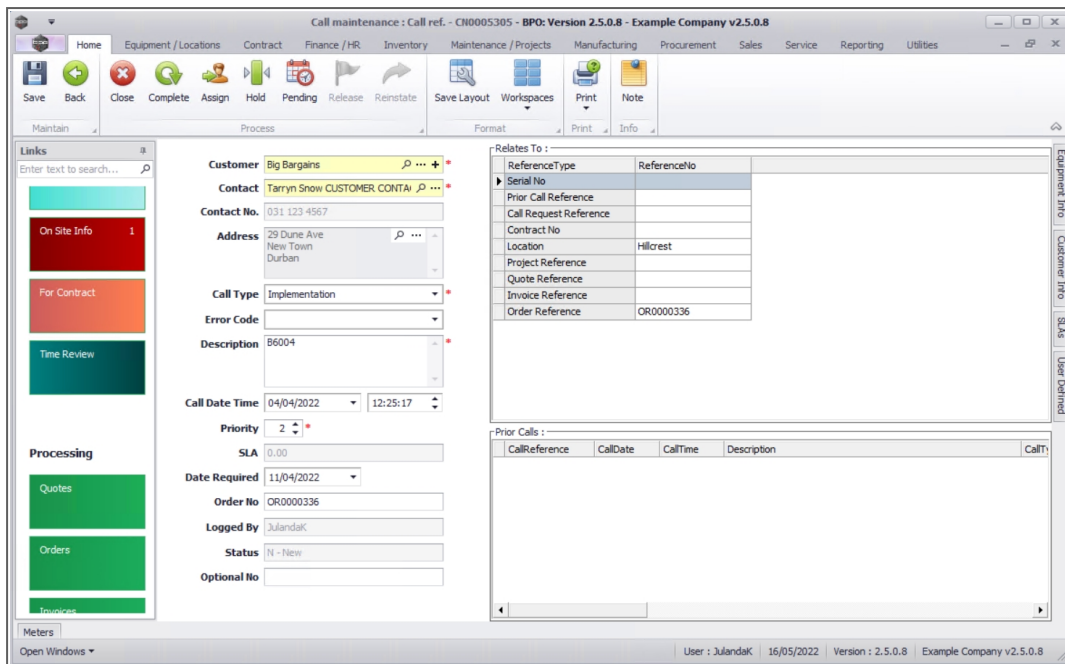 Call maintenance : Call ref. - CN0005305 - BPO: Version 2.5.0.8 - Example Company v2.5.0.8
Home Equipment / Locations Contract Finance / HR Inventory Maintenance / Projects Manufacturing Procurement Sales Service Reporting Utilities
Save Back Close Complete Assign Hold Pending Release Reinstate Save Layout Workspaces Print Note
Maintain Process Format Print Info
Links
Enter text to search...
On Site Info 1
For Contract
Time Review
Processing
Quotes
Orders
Invoices
Customer Big Bargains *
Contact Tarryn Snow CUSTOMER CONTA *
Contact No. 031 123 4567
Address 29 Dune Ave
New Town
Durban
Call Type Implementation *
Error Code
Description B6004 *
Call Date Time 04/04/2022 12:25:17
Priority 2 *
SLA 0.00
Date Required 11/04/2022
Order No OR0000336
Logged By JulandaK
Status N - New
Optional No
Relates To :
ReferenceType ReferenceNo
Serial No
Prior Call Reference
Call Request Reference
Contract No
Location Hillcrest
Project Reference
Quote Reference
Invoice Reference
Order Reference OR0000336
Prior Calls :
CallReference CallDate CallTime Description CallTy
Equipment Info
Customer Info
SLAs
User Defined
Meters
Open Windows User : JulandaK 16/05/2022 Version : 2.5.0.8 Example Company v2.5.0.8